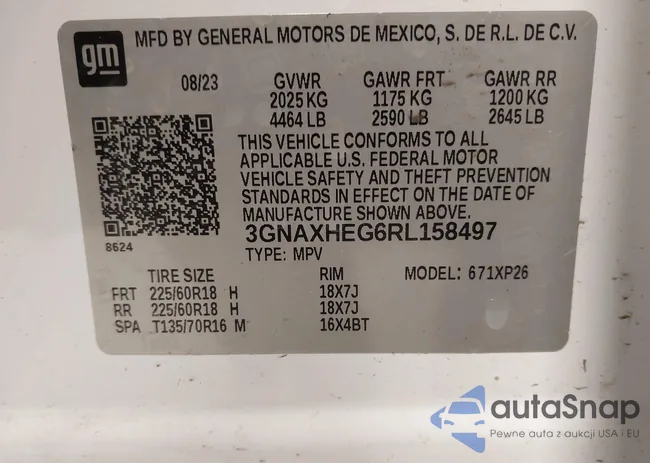 gm
MFD BY GENERAL MOTORS DE MEXICO, S. DE R.L. DE C.V.
08/23 GVWR GAWR FRT GAWR RR
2025 KG 1175 KG 1200 KG
4464 LB 2590 LB 2645 LB
THIS VEHICLE CONFORMS TO ALL
APPLICABLE U.S. FEDERAL MOTOR
VEHICLE SAFETY AND THEFT PREVENTION
STANDARDS IN EFFECT ON THE DATE OF
MANUFACTURE SHOWN ABOVE.
8624
3GNAXHEG6RL158497
TYPE: MPV
TIRE SIZE RIM MODEL: 671XP26
FRT 225/60R18 H 18X7J
RR 225/60R18 H 18X7J
SPA T135/70R16 M 16X4BT
autaSnap
Pewne auta z aukcji USA i EU